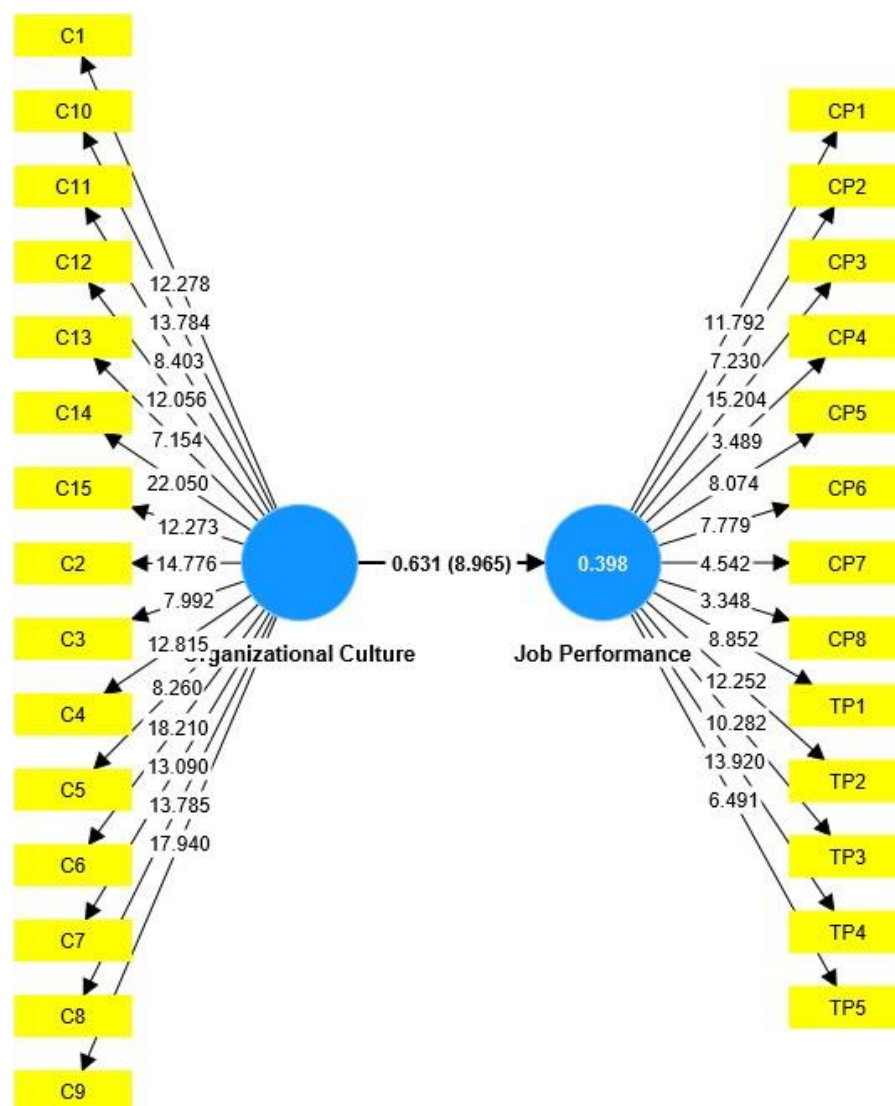 C1
C10
C11
C12
C13
C14
C15
C2
C3
C4
C5
C6
C7
C8
C9
12.278
13.784
8.403
12.056
7.154
22.050
12.273
14.776
7.992
12.815
8.260
18.210
13.090
13.785
17.940
Organizational Culture
0.631 (8.965)
0.398
Job Performance
11.792
7.230
15.204
3.489
8.074
7.779
4.542
3.348
8.852
12.252
10.282
13.920
6.491
CP1
CP2
CP3
CP4
CP5
CP6
CP7
CP8
TP1
TP2
TP3
TP4
TP5